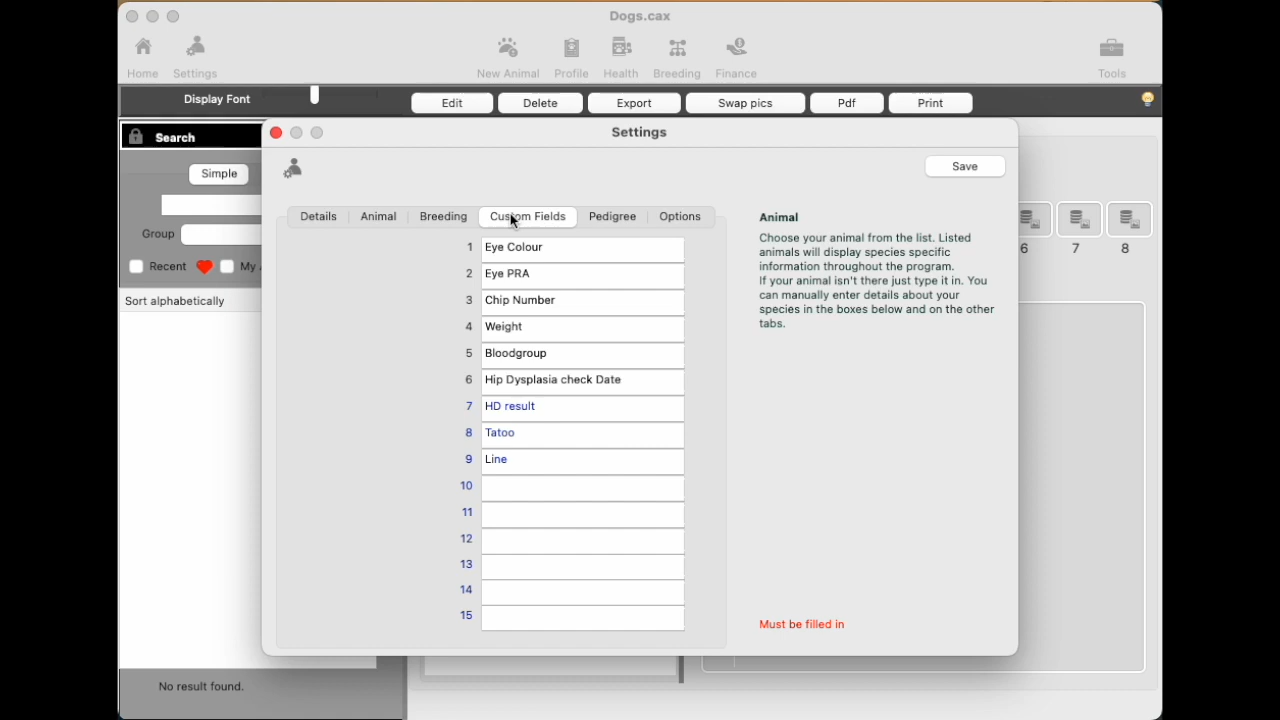 Dogs.cax
Home Settings New Animal Profile Health Breeding Finance Tools
Display Font Edit Delete Export Swap pics Pdf Print
Search
Settings
Simple
Save
Details Animal Breeding Custom Fields Pedigree Options
Group
Recent My
Sort alphabetically
1 Eye Colour
2 Eye PRA
3 Chip Number
4 Weight
5 Bloodgroup
6 Hip Dysplasia check Date
7 HD result
8 Tatoo
9 Line
10
11
12
13
14
15
Animal
Choose your animal from the list. Listed
animals will display species specific
information throughout the program.
If your animal isn't there just type it in. You
can manually enter details about your
species in the boxes below and on the other
tabs.
Must be filled in
6 7 8
No result found.